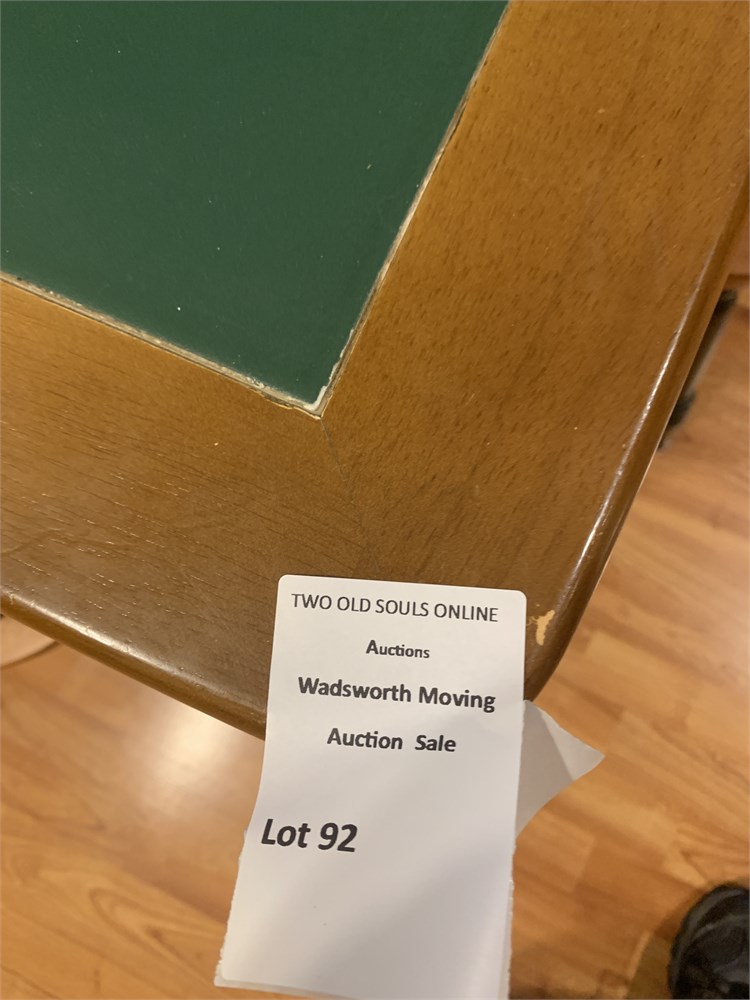 TWO OLD SOULS ONLINE
Auctions
Wadsworth Moving
Auction Sale
Lot 92